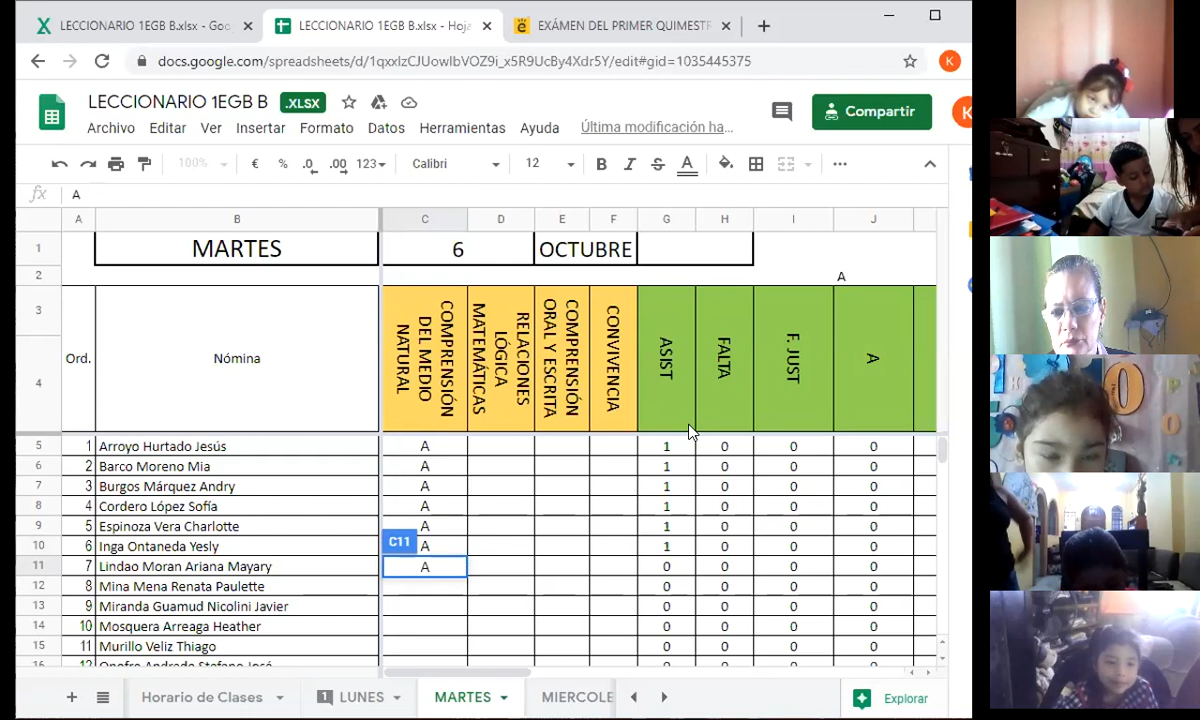 LECCIONARIO 1EGB B.xlsx - Goo
LECCIONARIO 1EGB B.xlsx - Hoja
EXÁMEN DEL PRIMER QUIMESTR
docs.google.com/spreadsheets/d/1qxxlzCJUowIbVOZ9i_x5R9UcBy4Xdr5Y/edit#gid=1035445375
K
LECCIONARIO 1EGB B .XLSX
Compartir
K
Archivo Editar Ver Insertar Formato Datos Herramientas Ayuda Última modificación ha...
100% € % .0 .00 123 Calibri 12 B I S A
fx A
A B C D E F G H I J
1 MARTES 6 OCTUBRE
2 A
3
4
Ord. Nómina
COMPRENSIÓN DEL MEDIO NATURAL
RELACIONES LÓGICA MATEMÁTICAS
COMPRENSIÓN ORAL Y ESCRITA
CONVIVENCIA
ASIST
FALTA
F. JUST
A
5 1 Arroyo Hurtado Jesús A 1 0 0 0
6 2 Barco Moreno Mia A 1 0 0 0
7 3 Burgos Márquez Andry A 1 0 0 0
8 4 Cordero López Sofía A 1 0 0 0
9 5 Espinoza Vera Charlotte A 1 0 0 0
10 6 Inga Ontaneda Yesly C11 A 1 0 0 0
11 7 Lindao Moran Ariana Mayary A 0 0 0 0
12 8 Mina Mena Renata Paulette 0 0 0 0
13 9 Miranda Guamud Nicolini Javier 0 0 0 0
14 10 Mosquera Arreaga Heather 0 0 0 0
15 11 Murillo Veliz Thiago 0 0 0 0
16 12 Onofre Andrade Stefano José
Horario de Clases 1 LUNES MARTES MIERCOLE Explorar